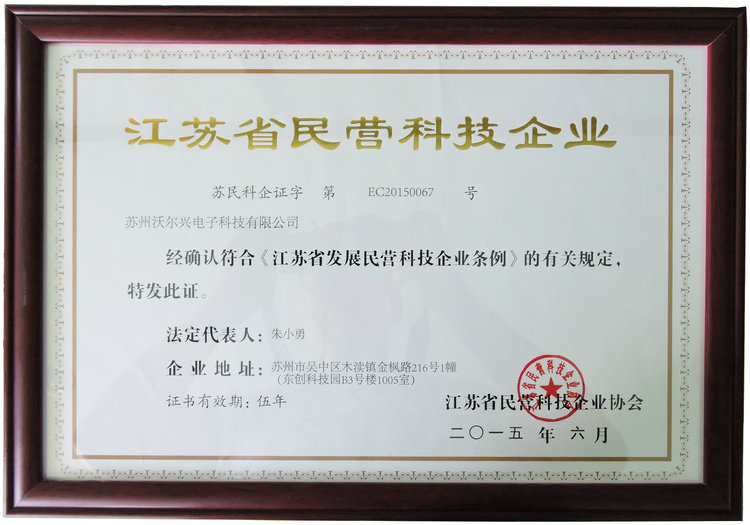 江苏省民营科技企业
苏民科企证字 第 EC20150067 号
苏州沃尔兴电子科技有限公司
经确认符合《江苏省发展民营科技企业条例》的有关规定，
特发此证。
法定代表人：朱小勇
企业地址：苏州市吴中区木渎镇金枫路216号1幢
（东创科技园B3号楼1005室）
证书有效期：伍年
江苏省民营科技企业协会
二〇一五 年 六 月